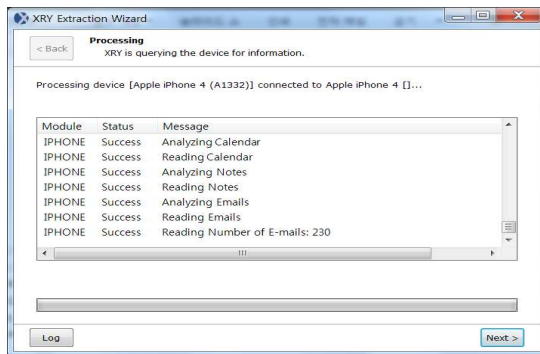 XRY Extraction Wizard
< Back
Processing
XRY is querying the device for information.
Processing device [Apple iPhone 4 (A1332)] connected to Apple iPhone 4 []...
Module Status Message
IPHONE Success Analyzing Calendar
IPHONE Success Reading Calendar
IPHONE Success Analyzing Notes
IPHONE Success Reading Notes
IPHONE Success Analyzing Emails
IPHONE Success Reading Emails
IPHONE Success Reading Number of E-mails: 230
Log
Next >